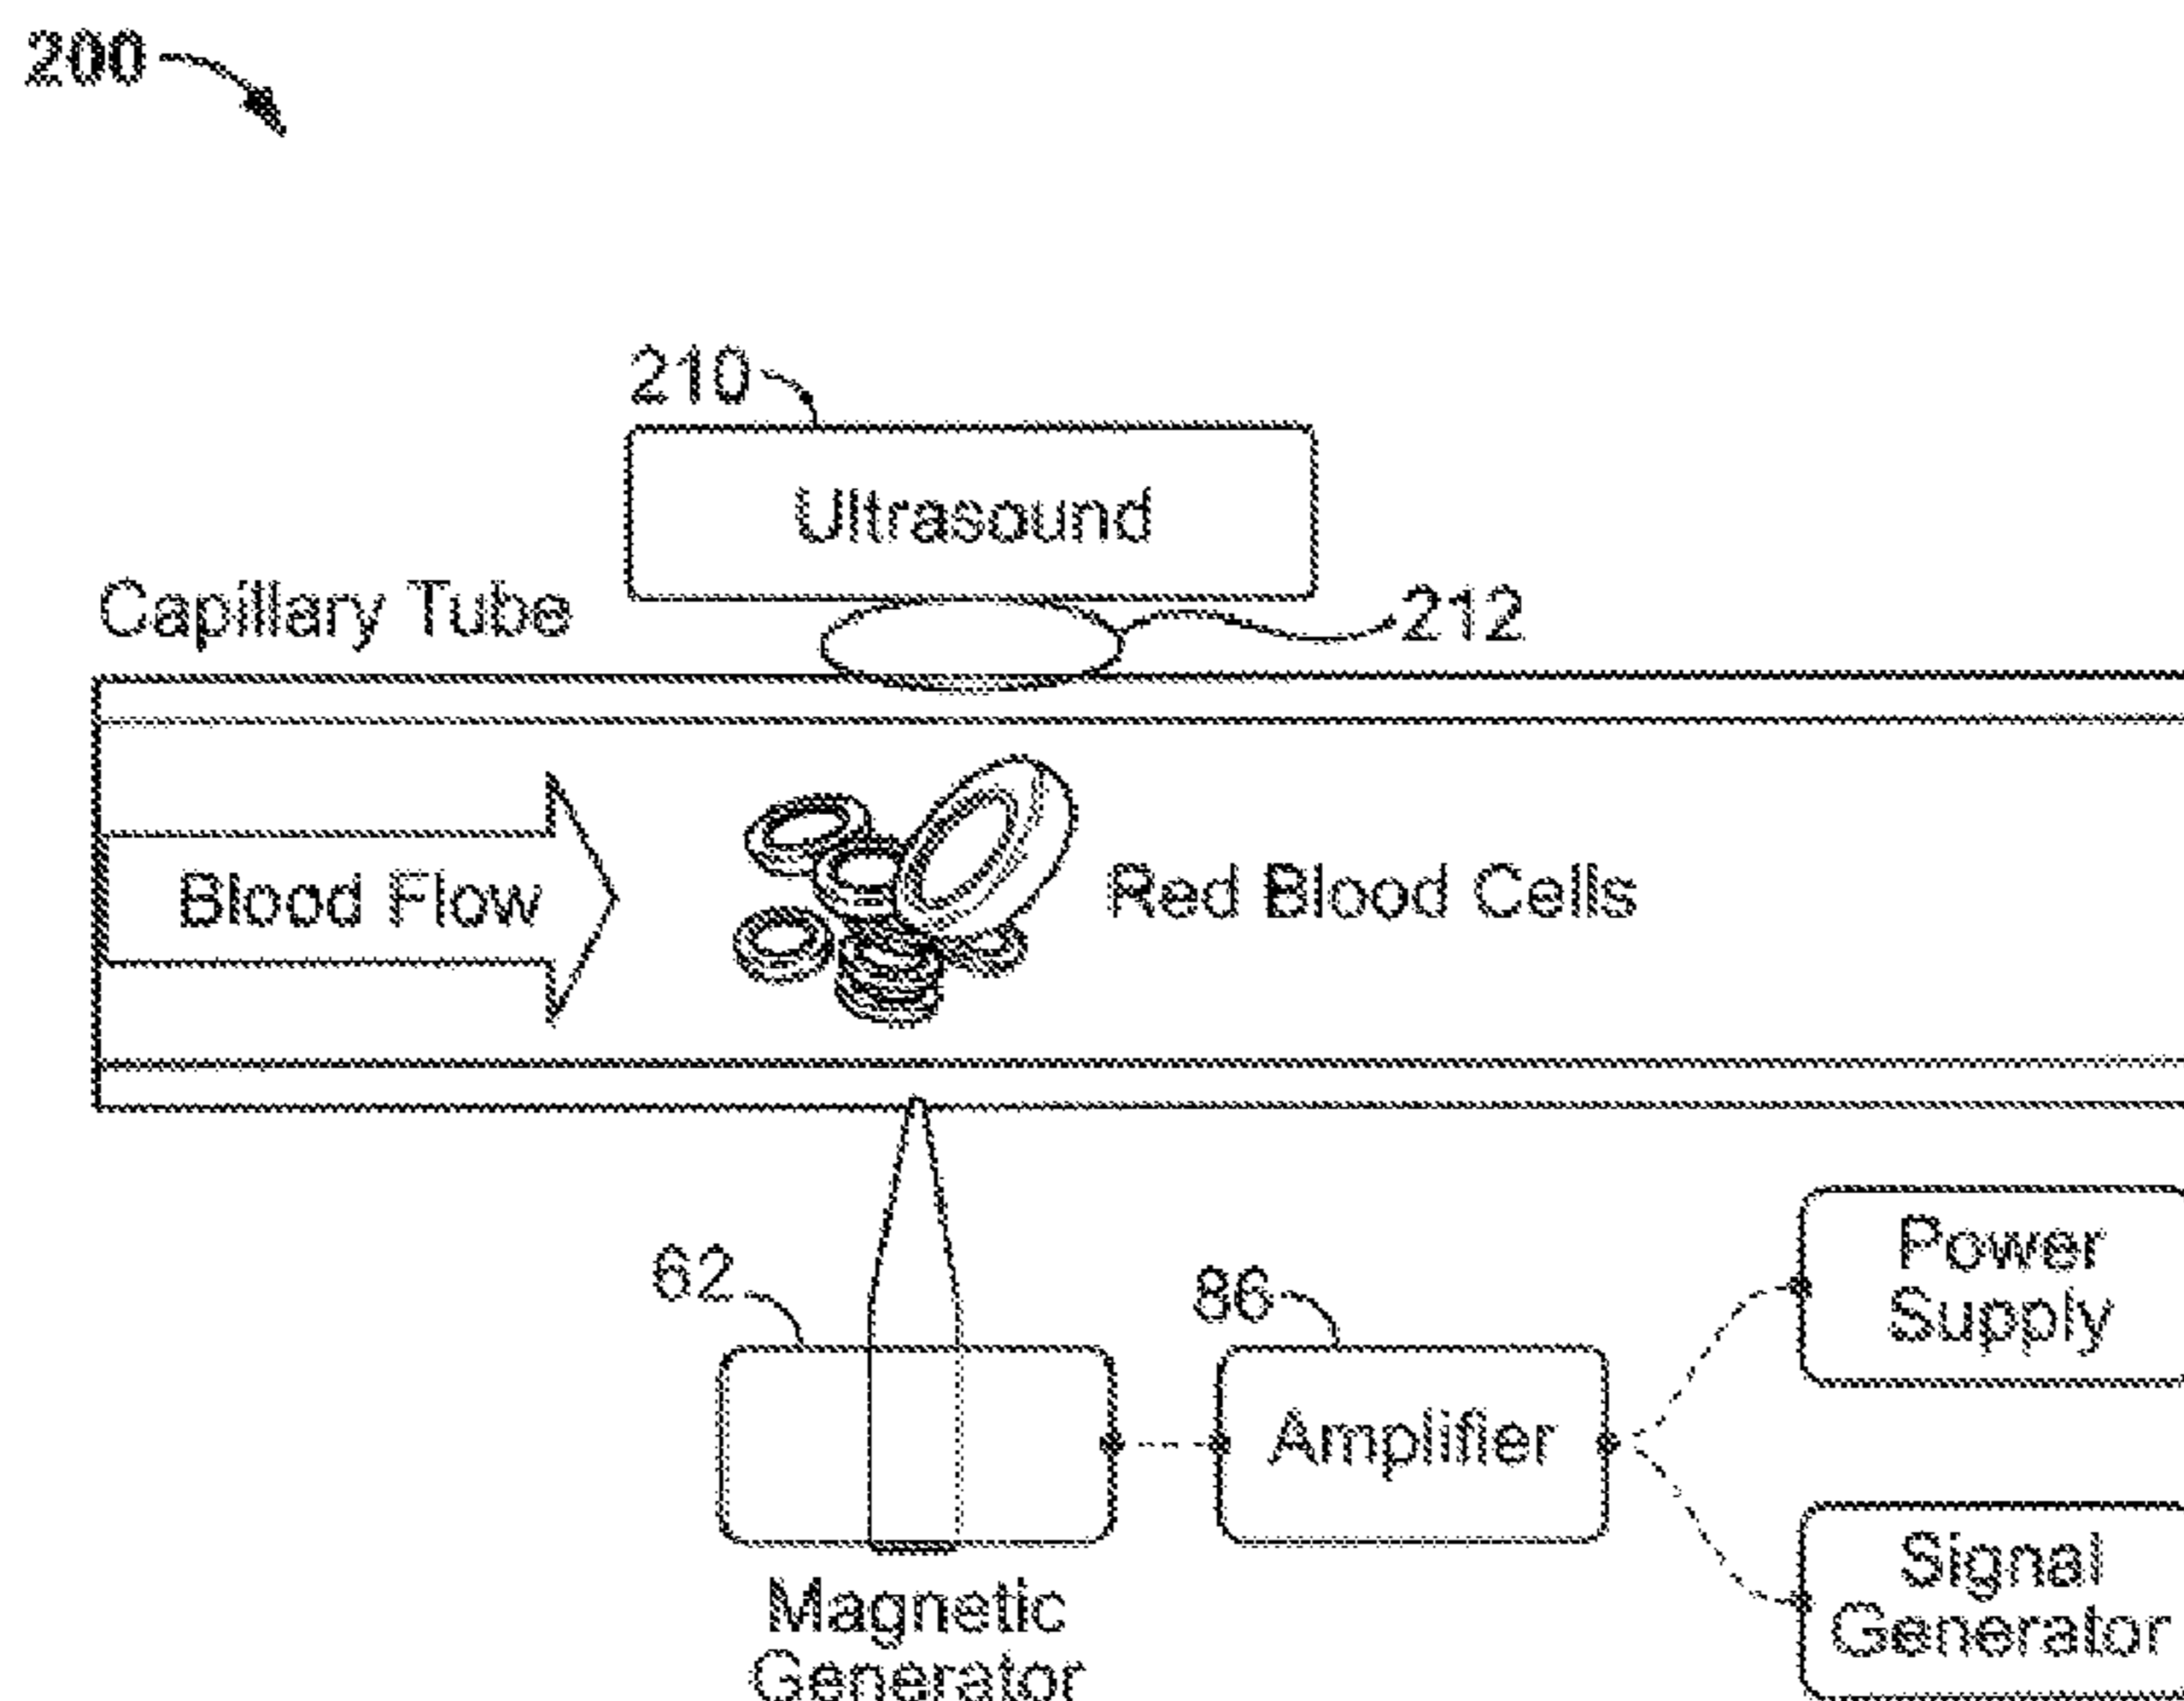 200
210
Ultrasound
Capillary Tube
212
Blood Flow
Red Blood Cells
62
86
Power
Supply
Amplifier
Signal
Generator
Magnetic
Generator